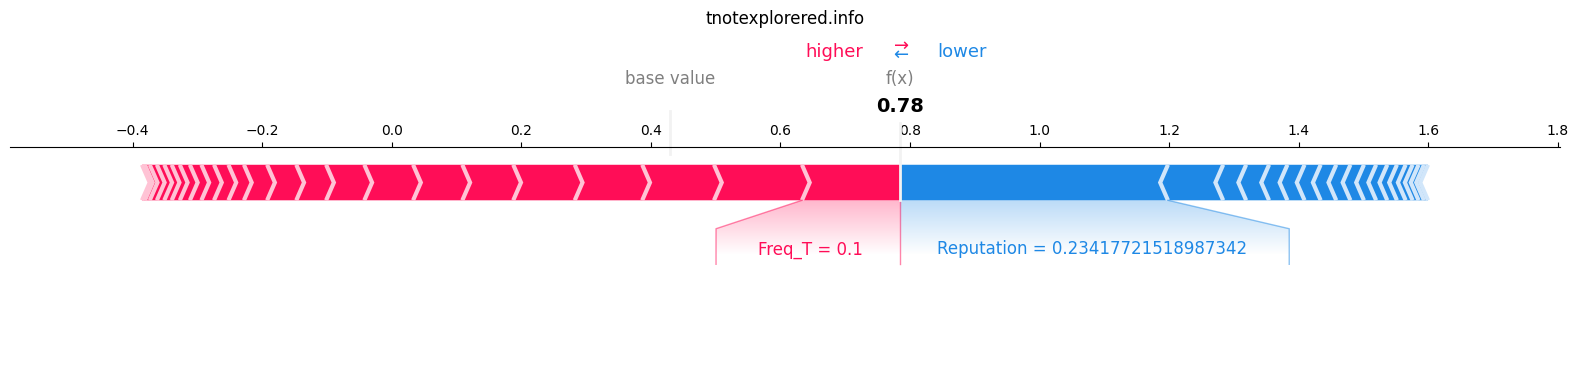 tnotexplorered.info
higher → ← lower
base value f(x)
0.78
−0.4 −0.2 0.0 0.2 0.4 0.6 0.8 1.0 1.2 1.4 1.6 1.8
Freq_T = 0.1 Reputation = 0.23417721518987342